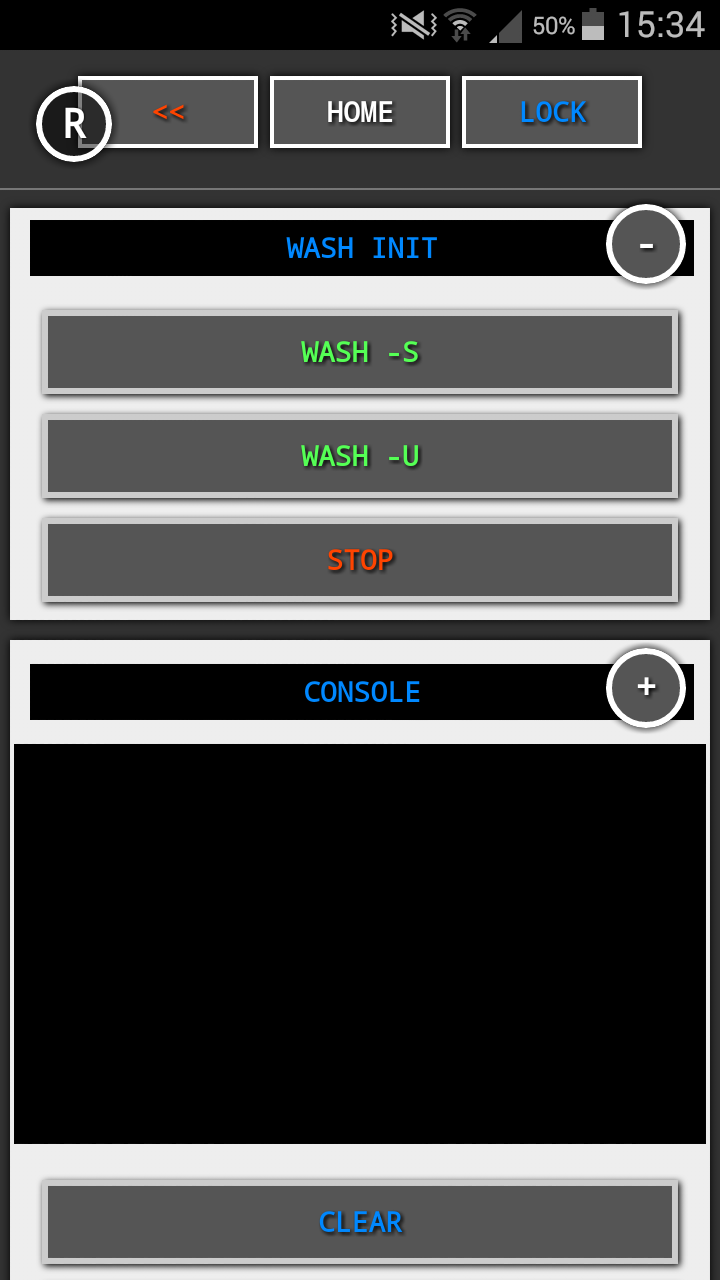 50% 15:34
R << HOME LOCK
WASH INIT -
WASH -S
WASH -U
STOP
CONSOLE +
CLEAR